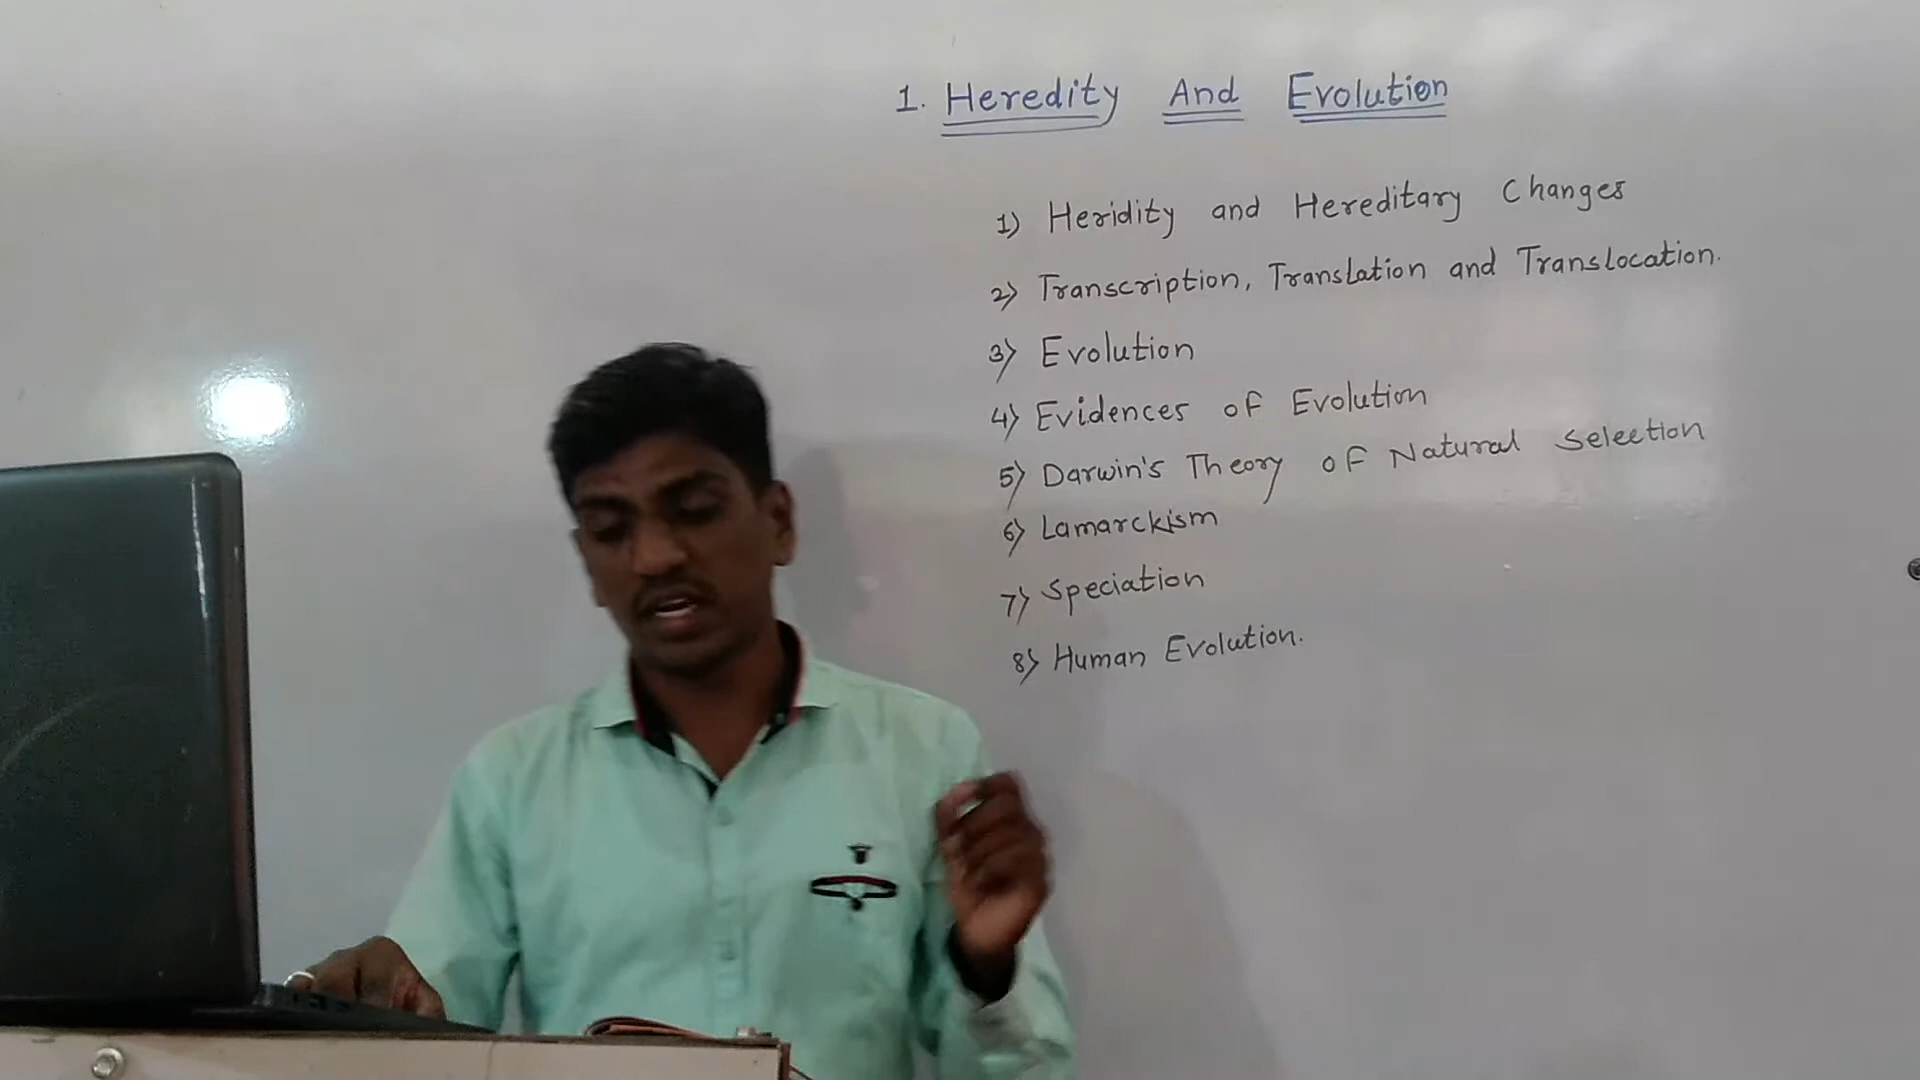 1. Heredity And Evolution
1) Heridity and Hereditary Changes
2) Transcription, Translation and Translocation.
3) Evolution
4) Evidences of Evolution
5) Darwin's Theory of Natural Selection
6) Lamarckism
7) Speciation
8) Human Evolution.